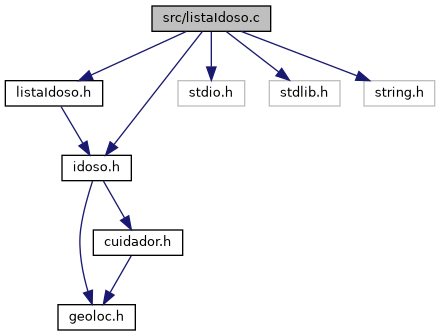 src/listaIdoso.c
listaIdoso.h
stdio.h
stdlib.h
string.h
idoso.h
cuidador.h
geoloc.h